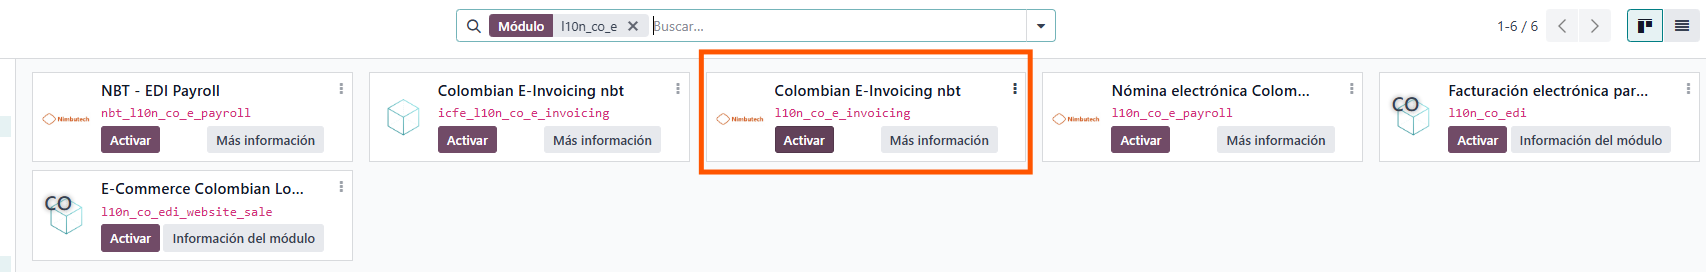 Módulo l10n_co_e × Buscar...
1-6 / 6
NBT - EDI Payroll
nbt_l10n_co_e_payroll
Nimbutech
Activar Más información
Colombian E-Invoicing nbt
icfe_l10n_co_e_invoicing
Activar Más información
Colombian E-Invoicing nbt
l10n_co_e_invoicing
Nimbutech
Activar Más información
Nómina electrónica Colom...
l10n_co_e_payroll
Nimbutech
Activar Más información
Facturación electrónica par...
CO
l10n_co_edi
Activar Información del módulo
E-Commerce Colombian Lo...
CO
l10n_co_edi_website_sale
Activar Información del módulo